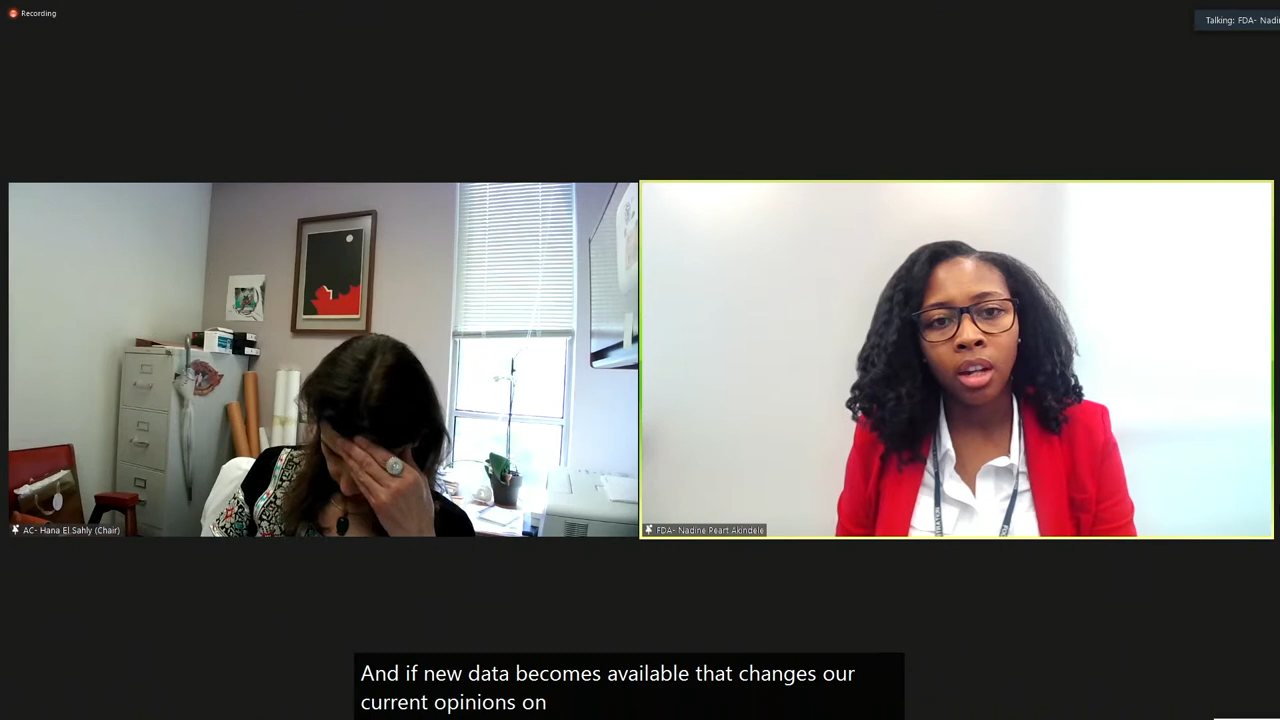 Recording
Talking: FDA- Nadi
AC- Hana El Sahly (Chair)
FDA- Nadine Peart Akindele
And if new data becomes available that changes our
current opinions on